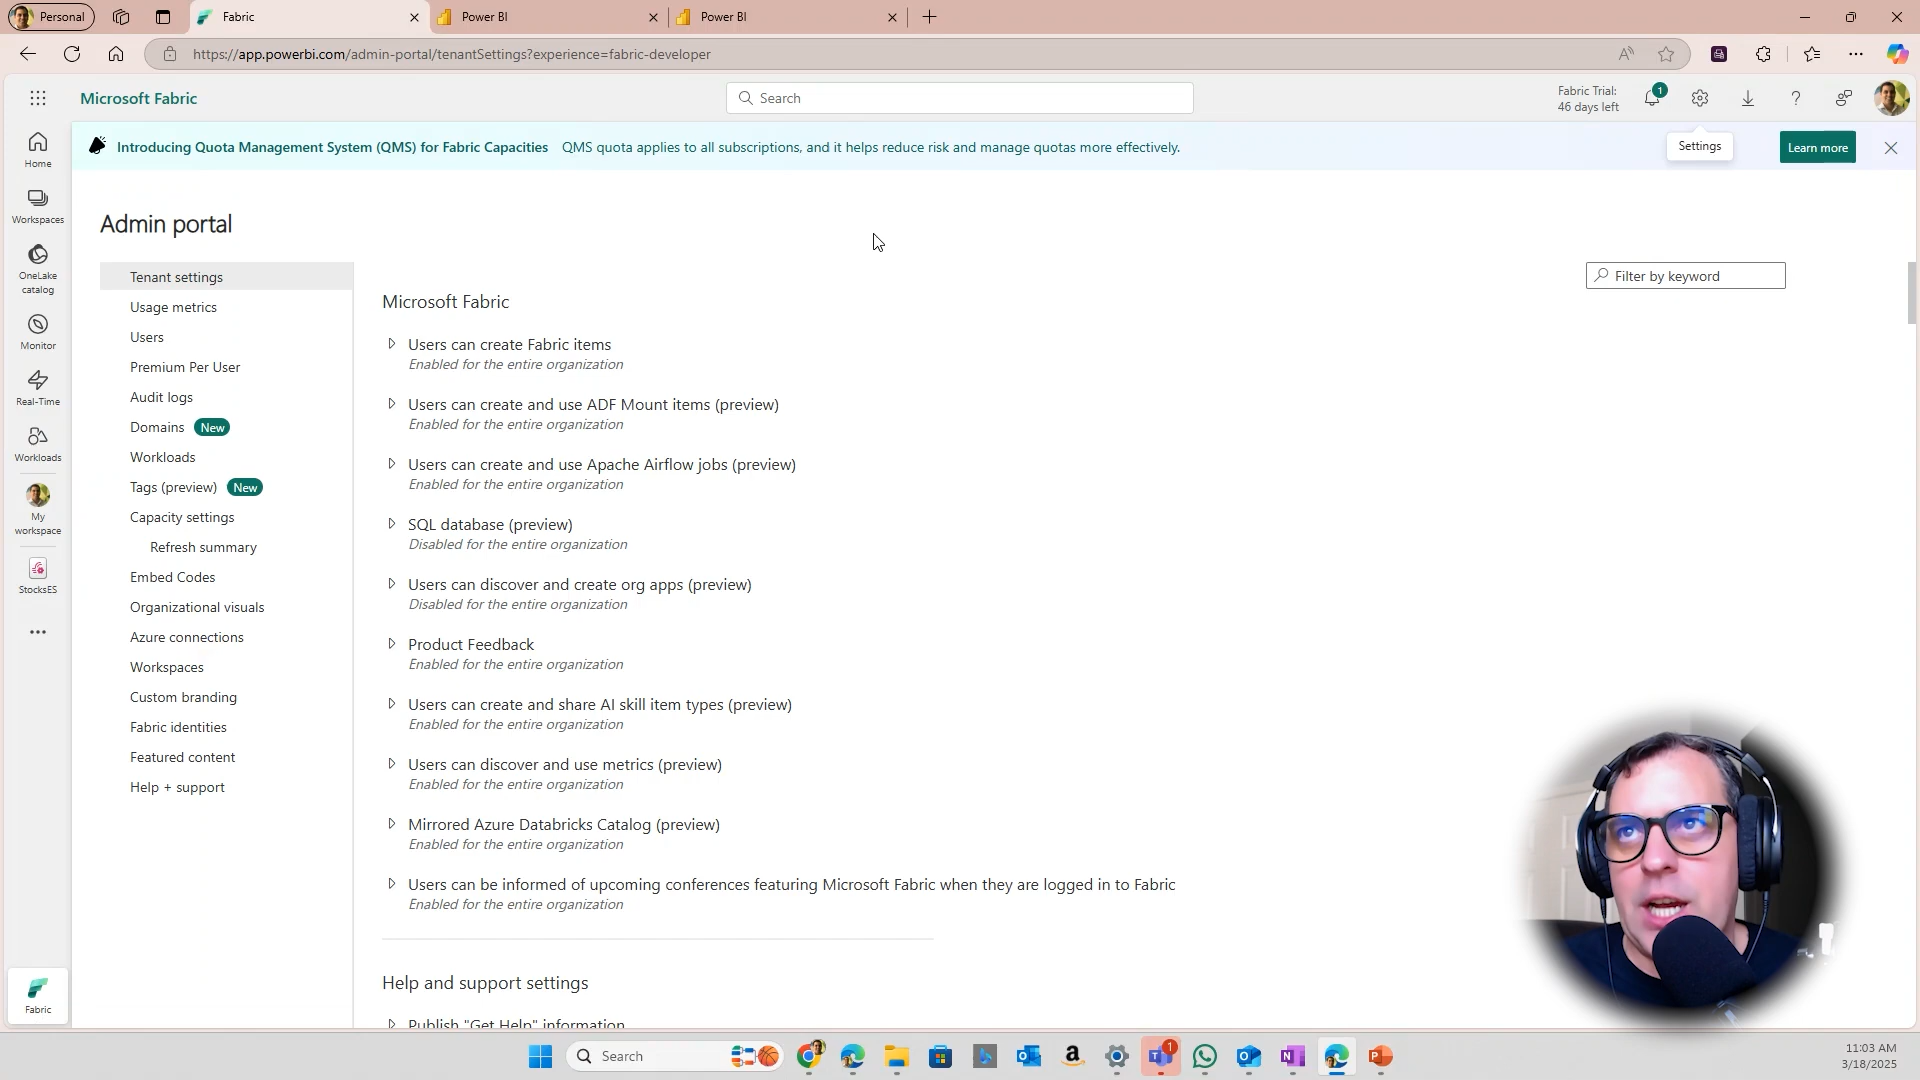 Personal
Fabric
Power BI
Power BI
https://app.powerbi.com/admin-portal/tenantSettings?experience=fabric-developer
Microsoft Fabric
Search
Fabric Trial:
46 days left
1
Introducing Quota Management System (QMS) for Fabric Capacities QMS quota applies to all subscriptions, and it helps reduce risk and manage quotas more effectively.
Settings
Learn more
Home
Workspaces
OneLake
catalog
Monitor
Real-Time
Workloads
My
workspace
StocksES
Fabric
Admin portal
Tenant settings
Usage metrics
Users
Premium Per User
Audit logs
Domains New
Workloads
Tags (preview) New
Capacity settings
Refresh summary
Embed Codes
Organizational visuals
Azure connections
Workspaces
Custom branding
Fabric identities
Featured content
Help + support
Filter by keyword
Microsoft Fabric
Users can create Fabric items
Enabled for the entire organization
Users can create and use ADF Mount items (preview)
Enabled for the entire organization
Users can create and use Apache Airflow jobs (preview)
Enabled for the entire organization
SQL database (preview)
Disabled for the entire organization
Users can discover and create org apps (preview)
Disabled for the entire organization
Product Feedback
Enabled for the entire organization
Users can create and share AI skill item types (preview)
Enabled for the entire organization
Users can discover and use metrics (preview)
Enabled for the entire organization
Mirrored Azure Databricks Catalog (preview)
Enabled for the entire organization
Users can be informed of upcoming conferences featuring Microsoft Fabric when they are logged in to Fabric
Enabled for the entire organization
Help and support settings
Publish "Get Help" information
Search
1
11:03 AM
3/18/2025